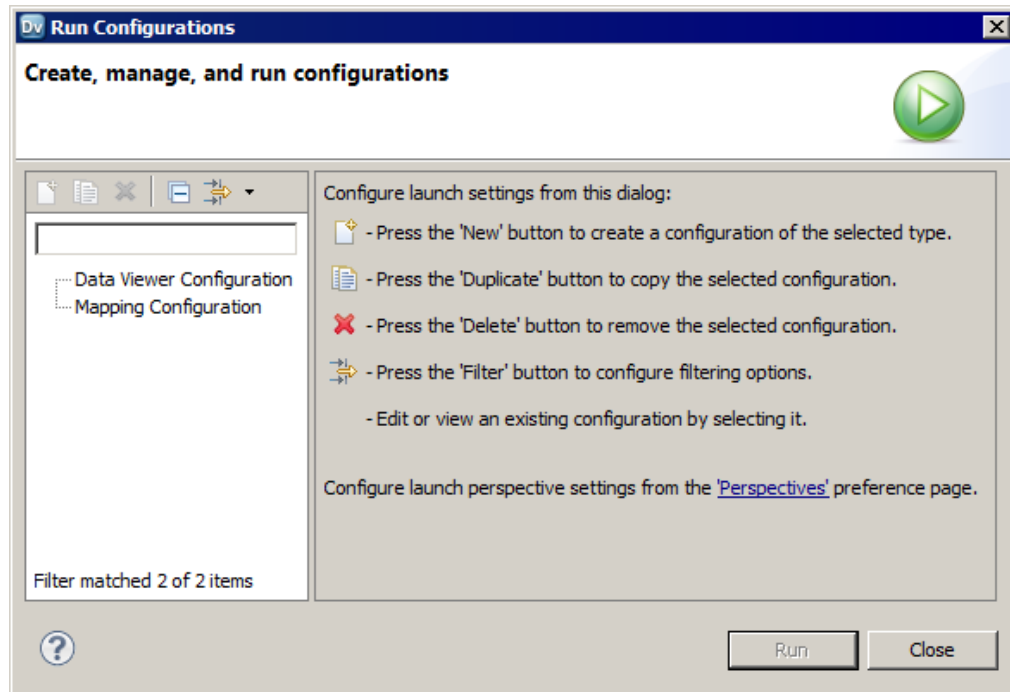 Dv Run Configurations
Create, manage, and run configurations
Configure launch settings from this dialog:
- Press the 'New' button to create a configuration of the selected type.
- Press the 'Duplicate' button to copy the selected configuration.
- Press the 'Delete' button to remove the selected configuration.
- Press the 'Filter' button to configure filtering options.
- Edit or view an existing configuration by selecting it.
Configure launch perspective settings from the 'Perspectives' preference page.
Data Viewer Configuration
Mapping Configuration
Filter matched 2 of 2 items
?
Run
Close